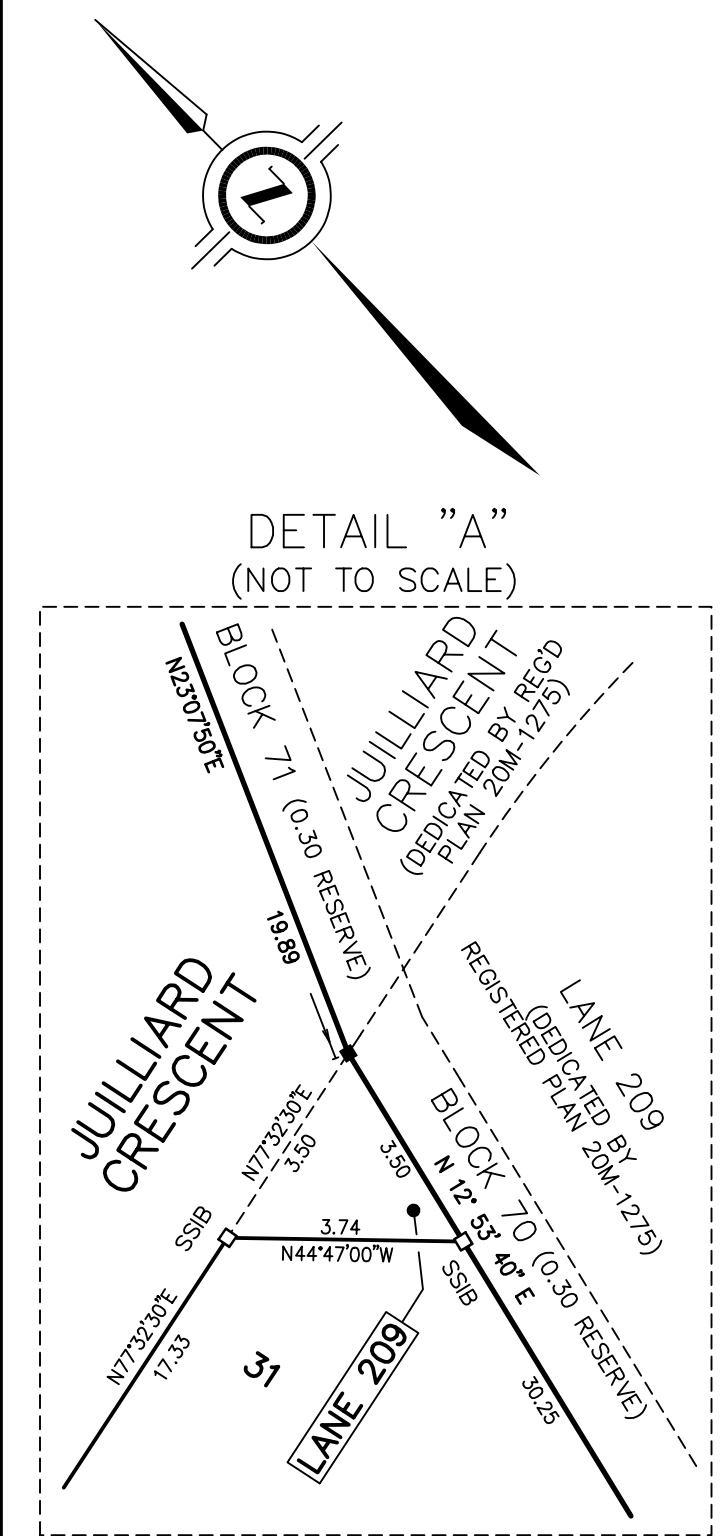 N
DETAIL "A"
(NOT TO SCALE)
N23°07'50"E
19.89
BLOCK 71 (0.30 RESERVE)
JUILLIARD
CRESCENT
(DEDICATED BY REG'D
PLAN 20M-1275)
JUILLIARD
CRESCENT
LANE 209
(DEDICATED BY
REGISTERED PLAN 20M-1275)
N77°32'30"E
3.50
3.50
BLOCK 70 (0.30 RESERVE)
N 12° 53' 40" E
SSIB
3.74
N44°47'00"W
SSIB
N77°32'30"E
17.33
31
LANE 209
30.25